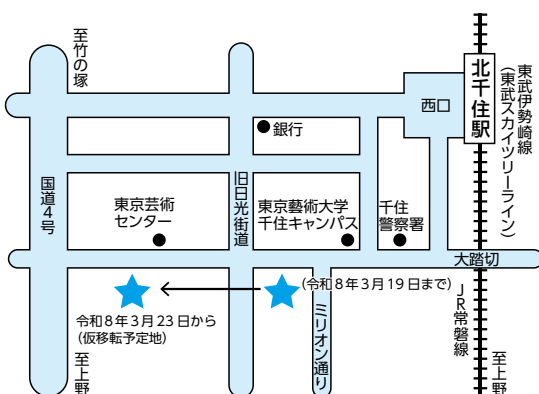 至竹の塚
北千住駅
東武伊勢崎線
（東武スカイツリーライン）
西口
銀行
国道4号
旧日光街道
東京芸術
センター
東京藝術大学
千住キャンパス
千住
警察署
大踏切
（令和8年3月19日まで）
令和8年3月23日から
（仮移転予定地）
ミリオン通り
JR常磐線
至上野
至上野